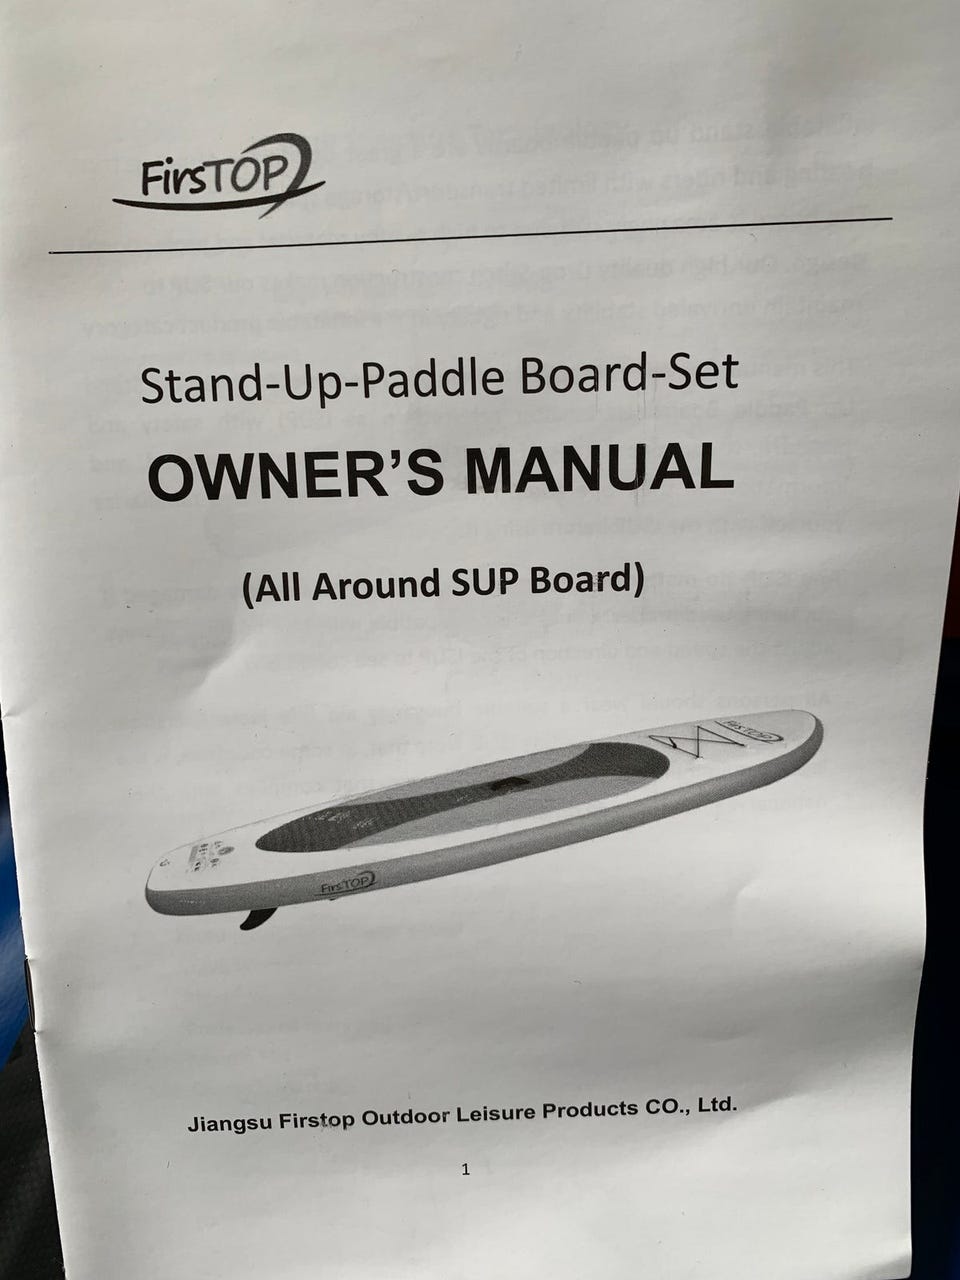 FirsTOP
Stand-Up-Paddle Board-Set
OWNER'S MANUAL
(All Around SUP Board)
FirsTOP
FirsTOP
Jiangsu Firstop Outdoor Leisure Products CO., Ltd.
1